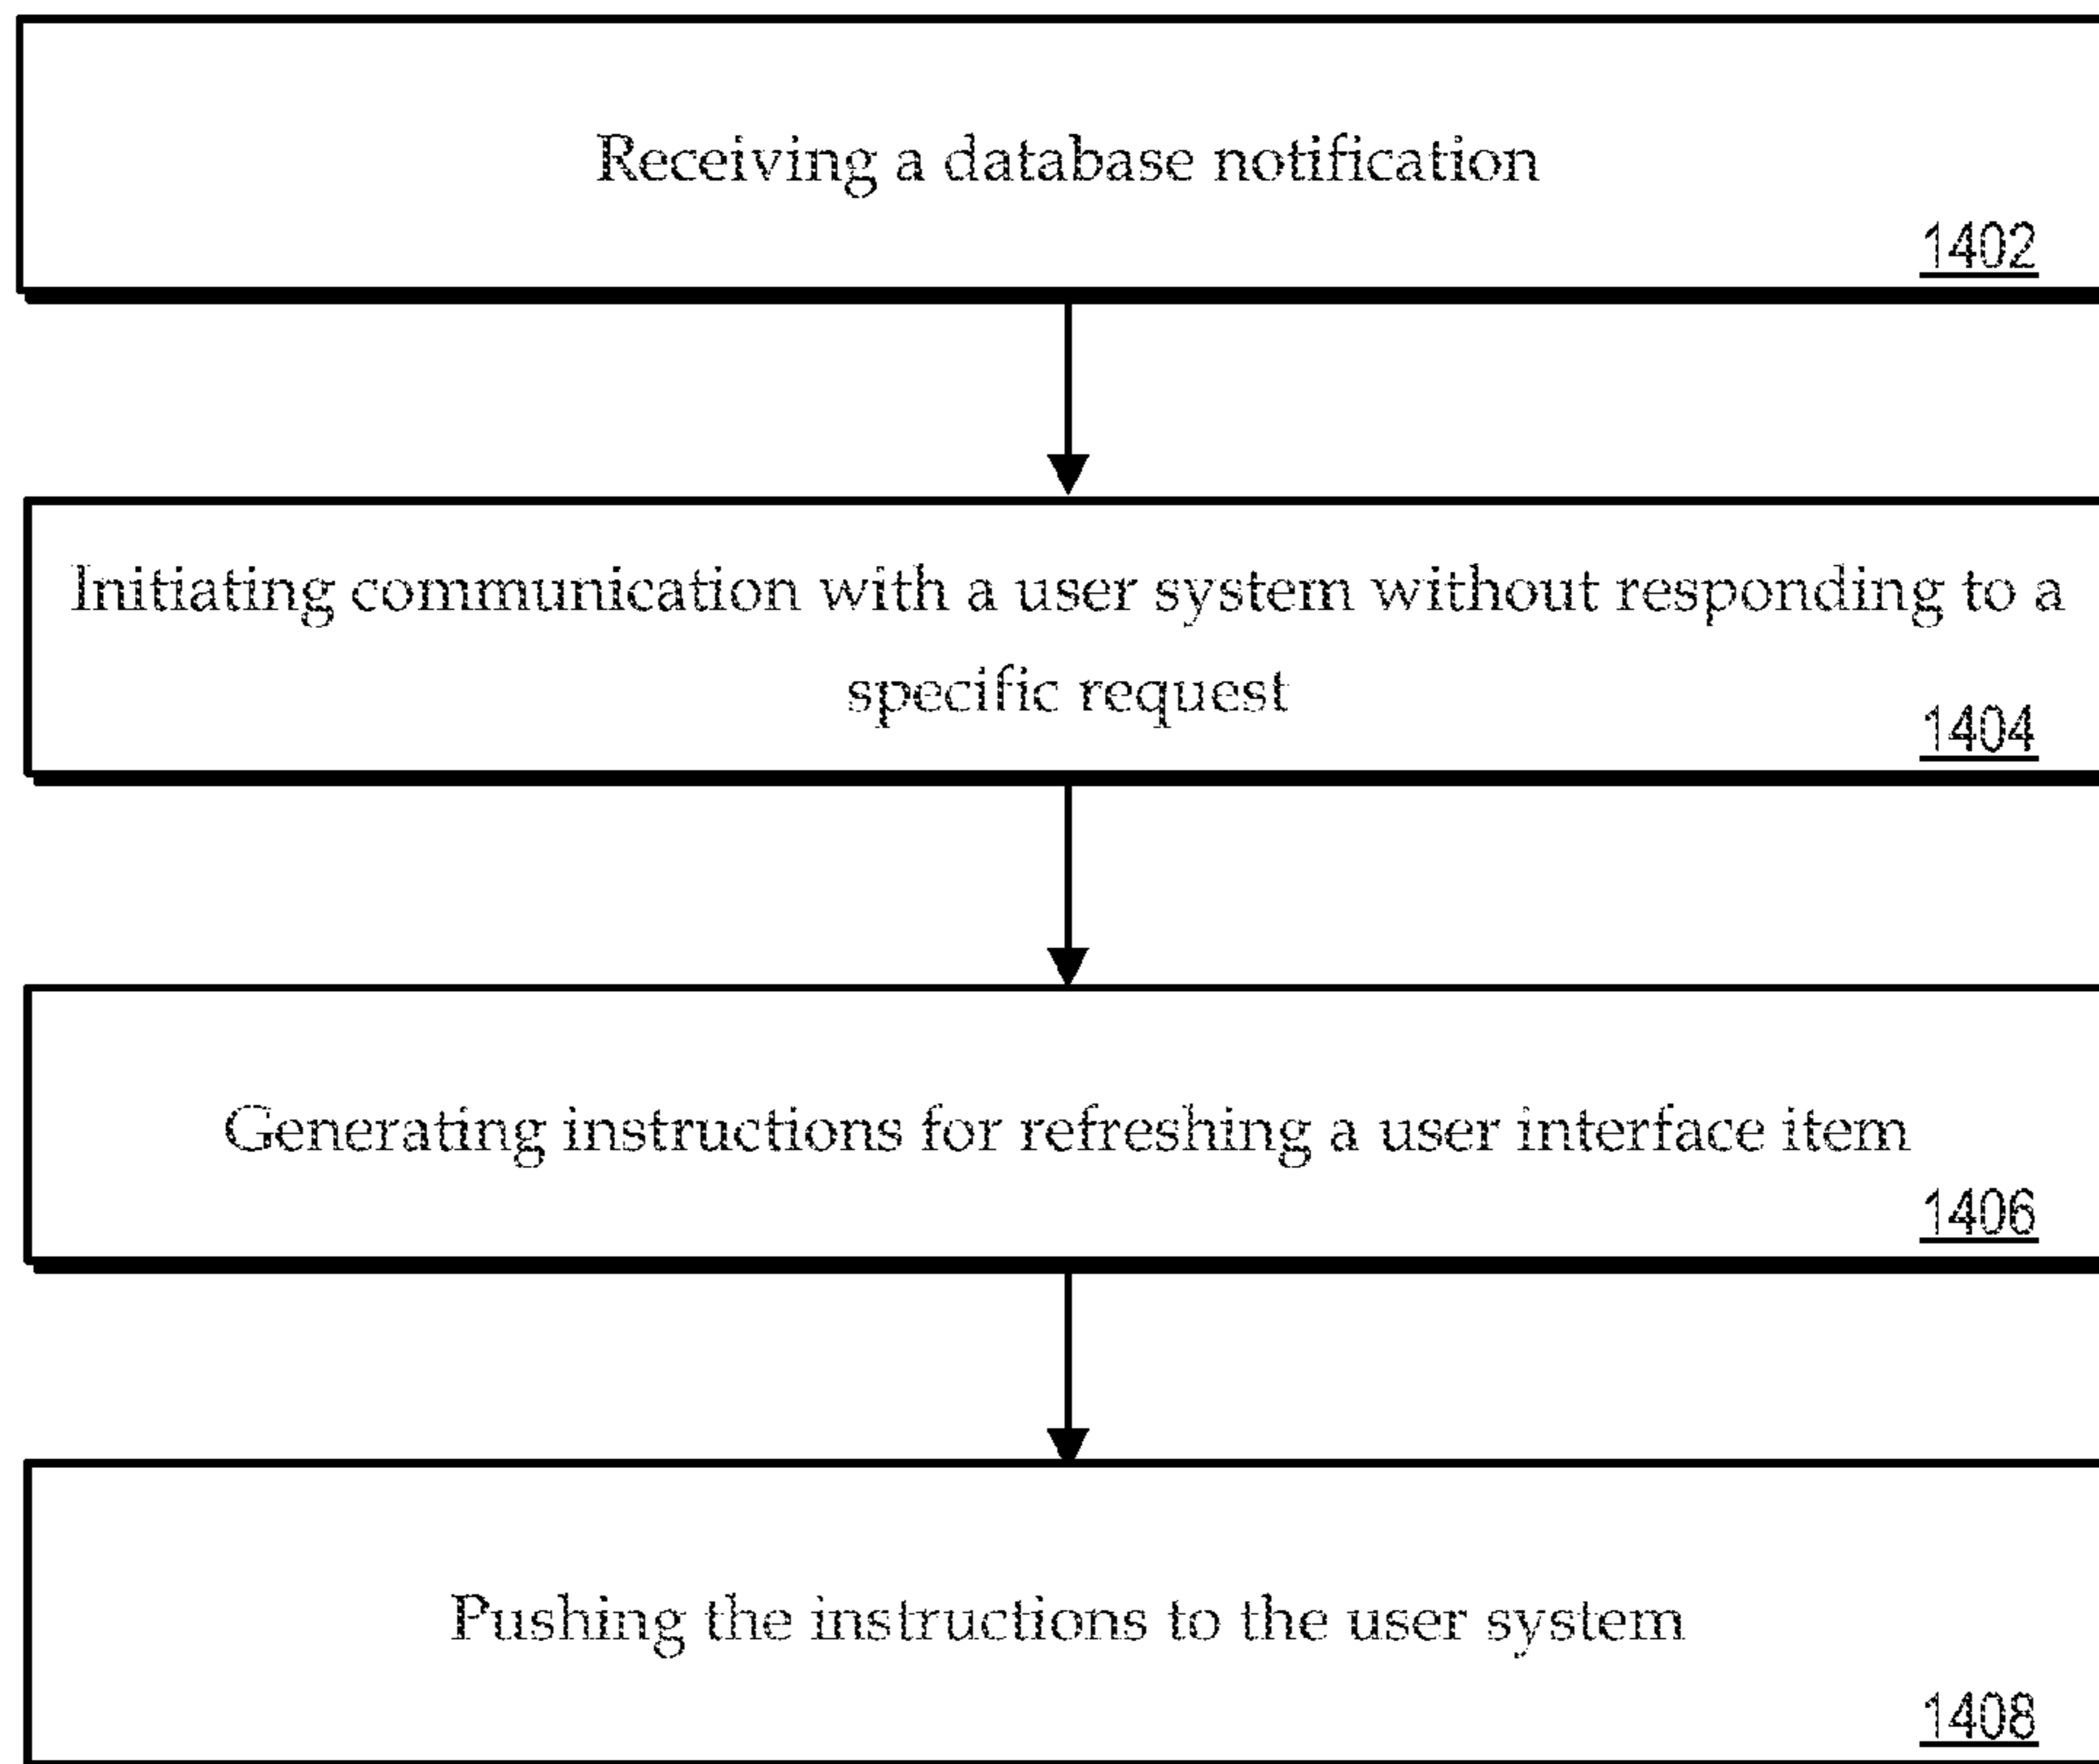 Receiving a database notification
1402
Initiating communication with a user system without responding to a
specific request
1404
Generating instructions for refreshing a user interface item
1406
Pushing the instructions to the user system
1408